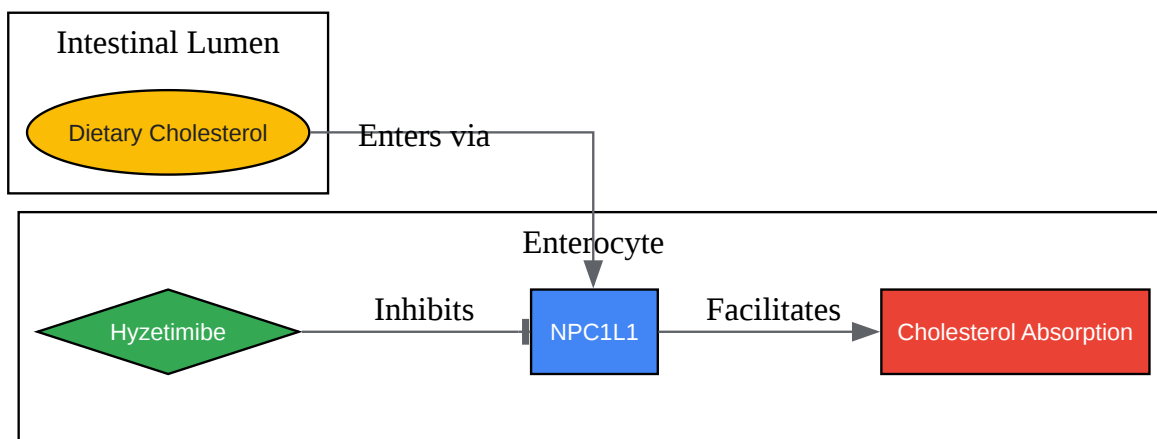 Intestinal Lumen
Dietary Cholesterol
Enters via
Enterocyte
Hyzetimibe
Inhibits
NPC1L1
Facilitates
Cholesterol Absorption